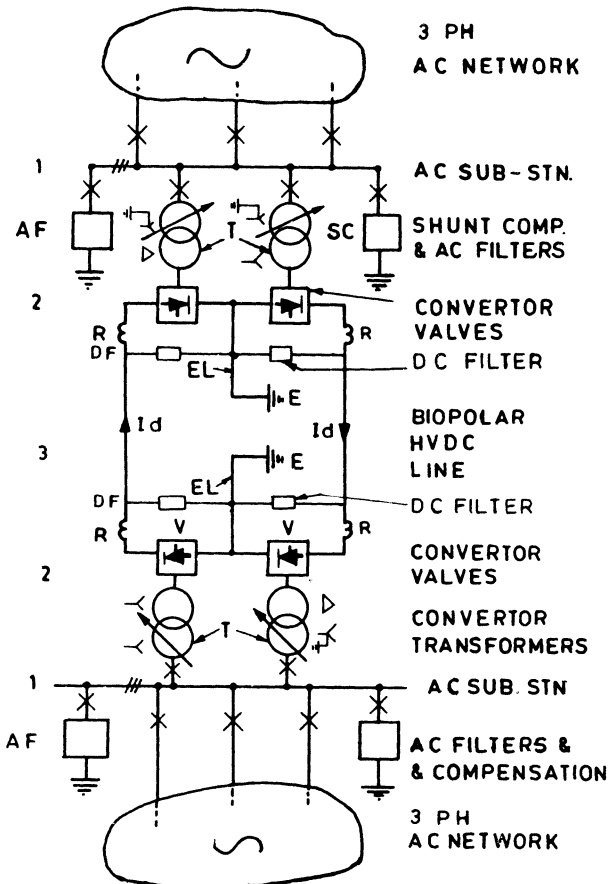 3 PH
AC NETWORK
1 AC SUB-STN.
AF T SC SHUNT COMP.
& AC FILTERS
2 CONVERTOR
VALVES
R R
DF DC FILTER
EL
E
Id Id BIOPOLAR
HVDC
LINE
3 E
EL
DF DC FILTER
R V V R
CONVERTOR
VALVES
2
T CONVERTOR
TRANSFORMERS
1 AC SUB. STN
AF AC FILTERS &
& COMPENSATION
3 PH
AC NETWORK